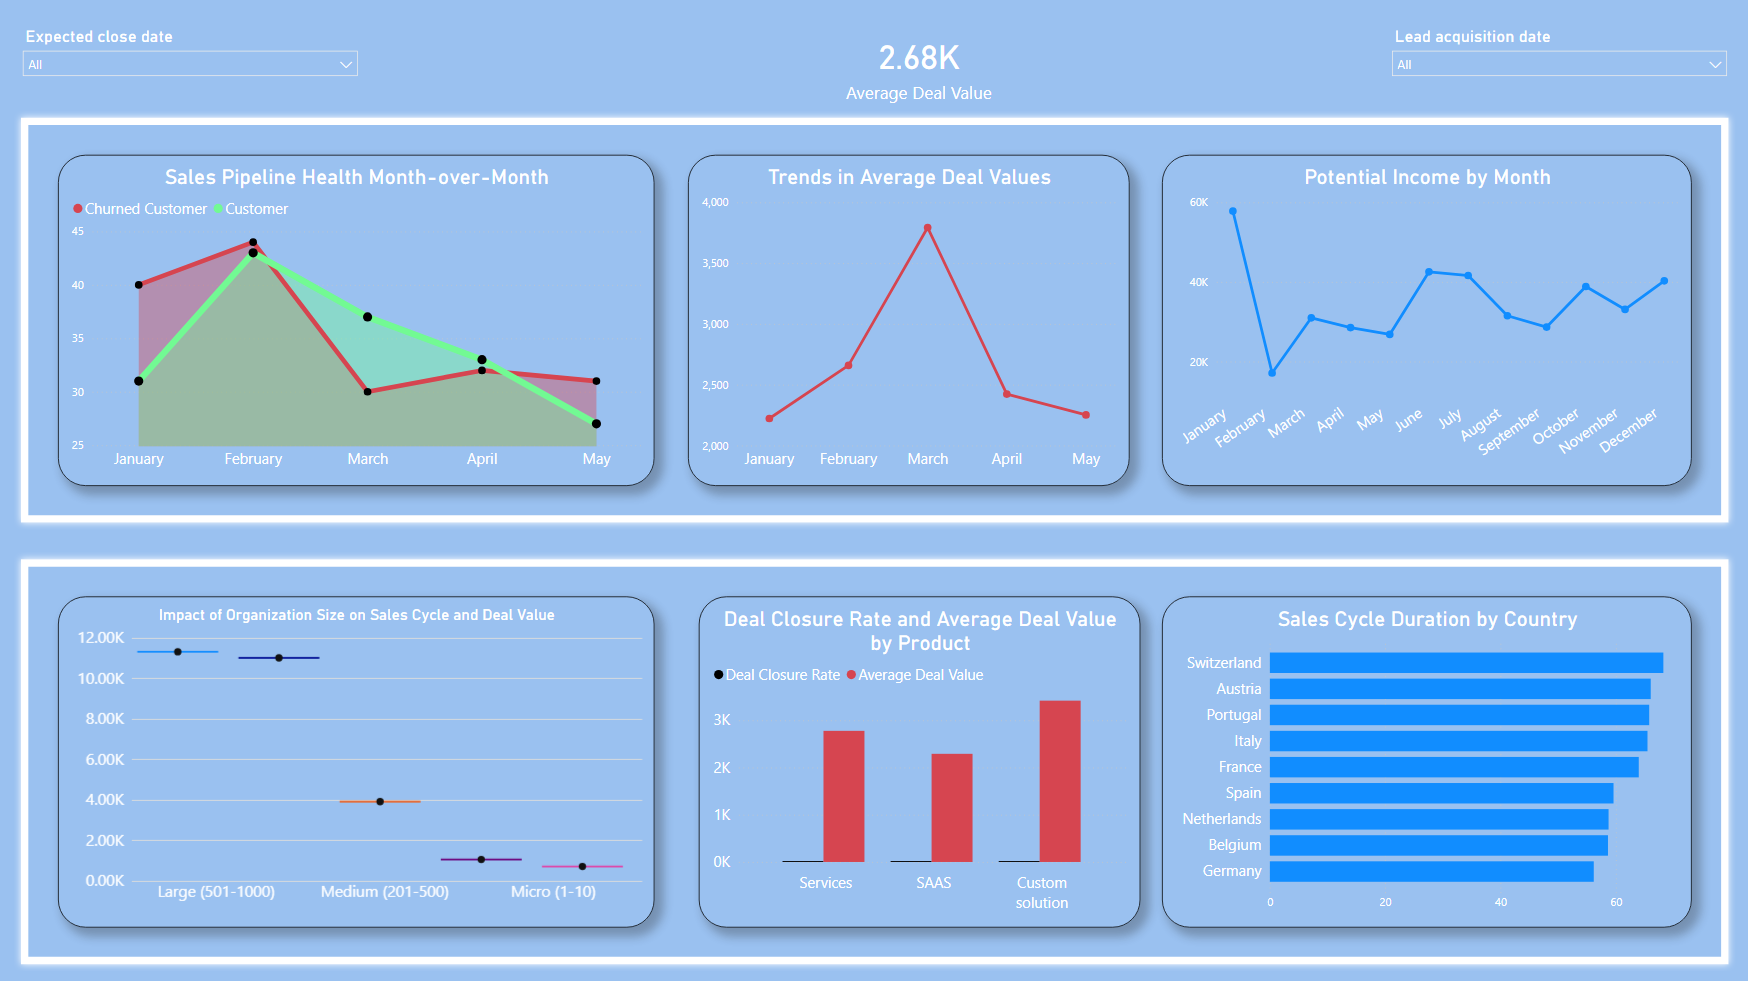 Expected close date
All
2.68K
Average Deal Value
Lead acquisition date
All
Sales Pipeline Health Month-over-Month
Churned Customer Customer
45
40
35
30
25
January February March April May
Trends in Average Deal Values
4,000
3,500
3,000
2,500
2,000
January February March April May
Potential Income by Month
60K
40K
20K
January February March April May June July August September October November December
Impact of Organization Size on Sales Cycle and Deal Value
12.00K
10.00K
8.00K
6.00K
4.00K
2.00K
0.00K
Large (501-1000) Medium (201-500) Micro (1-10)
Deal Closure Rate and Average Deal Value
by Product
Deal Closure Rate Average Deal Value
3K
2K
1K
0K
Services SAAS Custom
solution
Sales Cycle Duration by Country
Switzerland
Austria
Portugal
Italy
France
Spain
Netherlands
Belgium
Germany
0 20 40 60